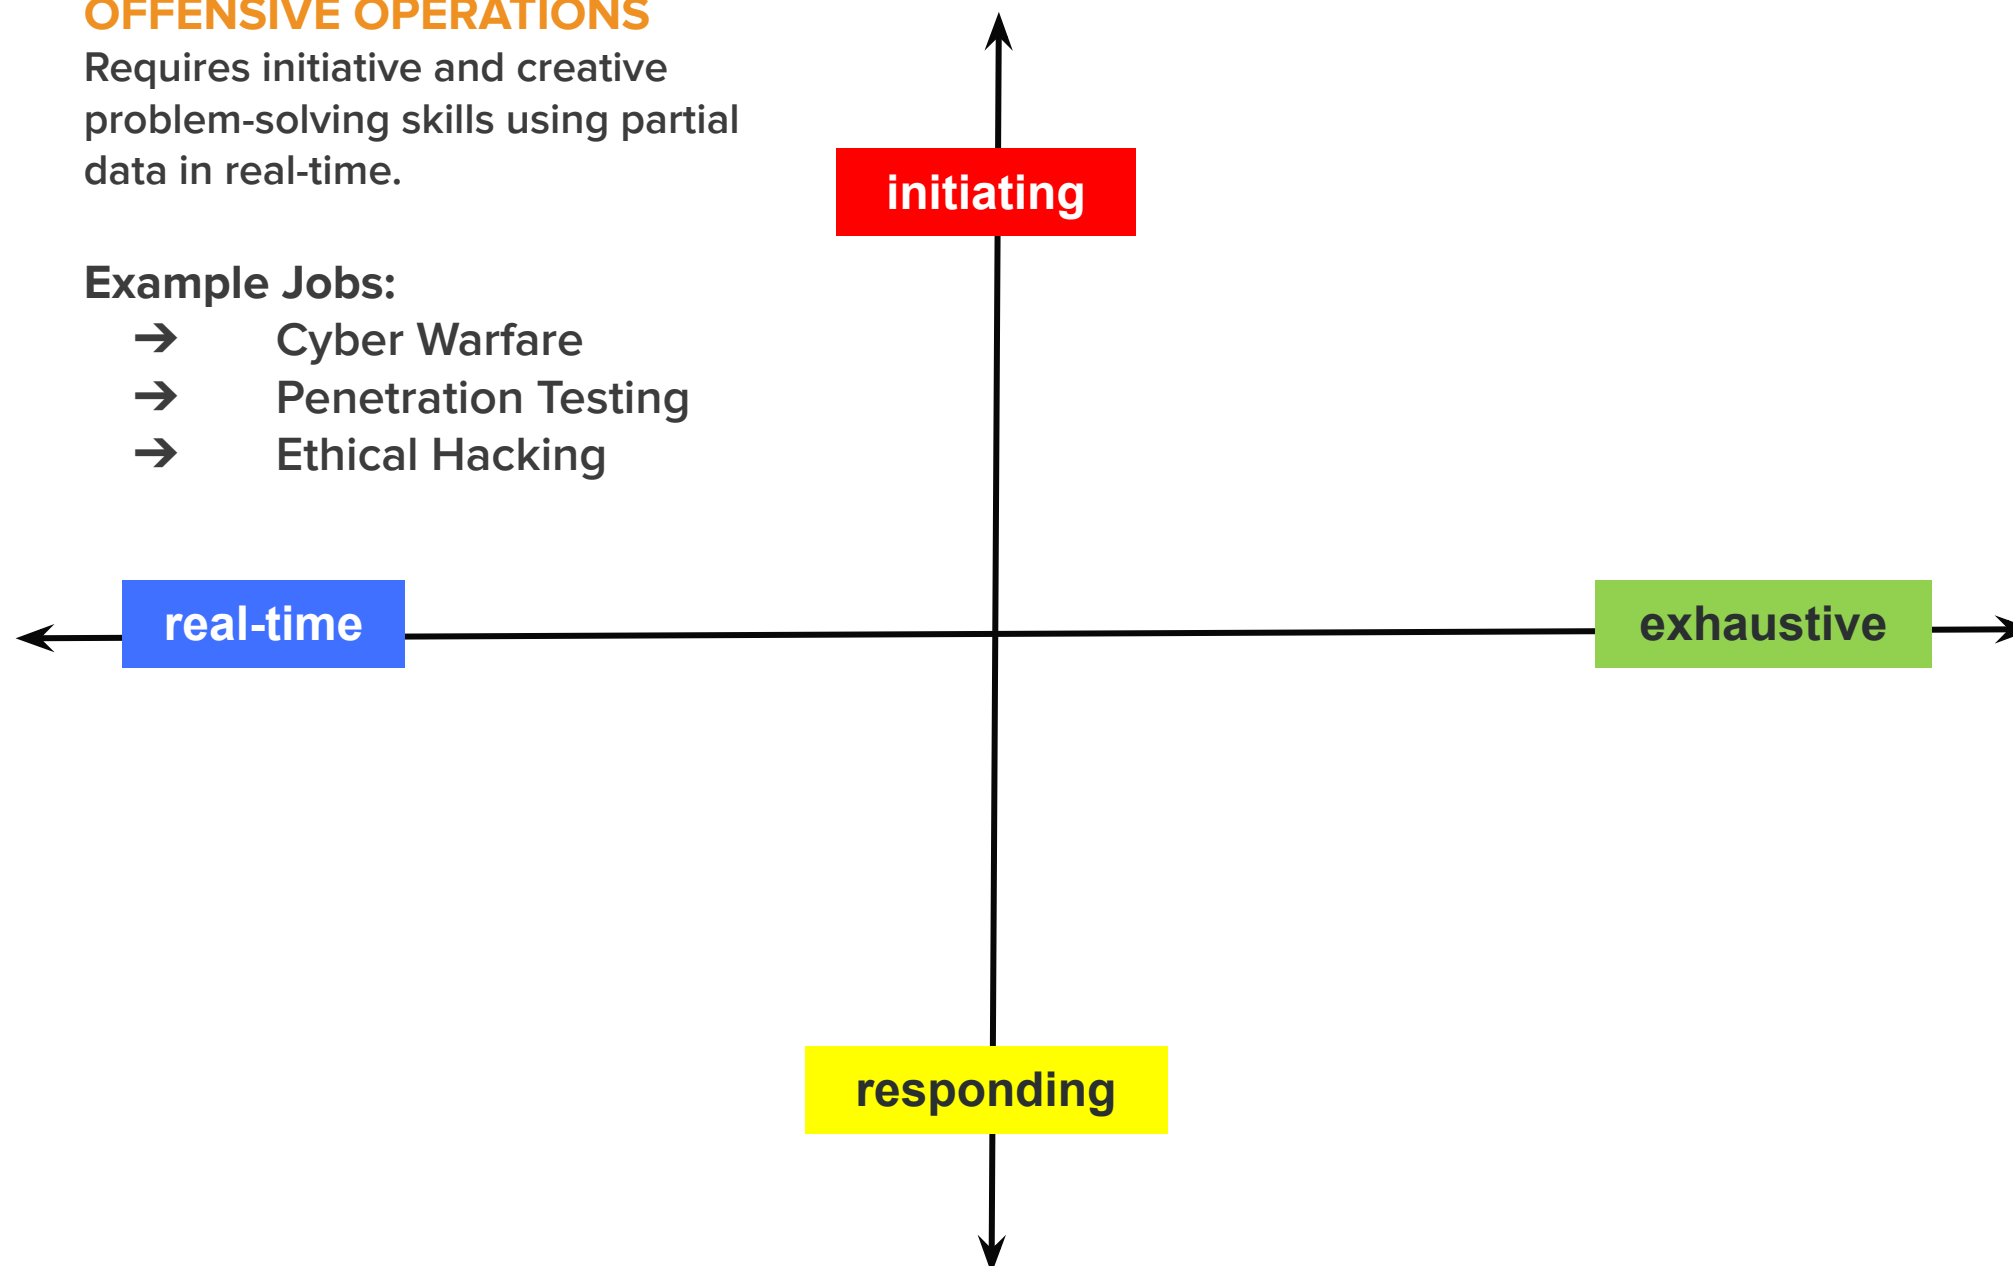 OFFENSIVE OPERATIONS
Requires initiative and creative
problem-solving skills using partial
data in real-time.
Example Jobs:
➔ Cyber Warfare
➔ Penetration Testing
➔ Ethical Hacking
initiating
real-time
exhaustive
responding